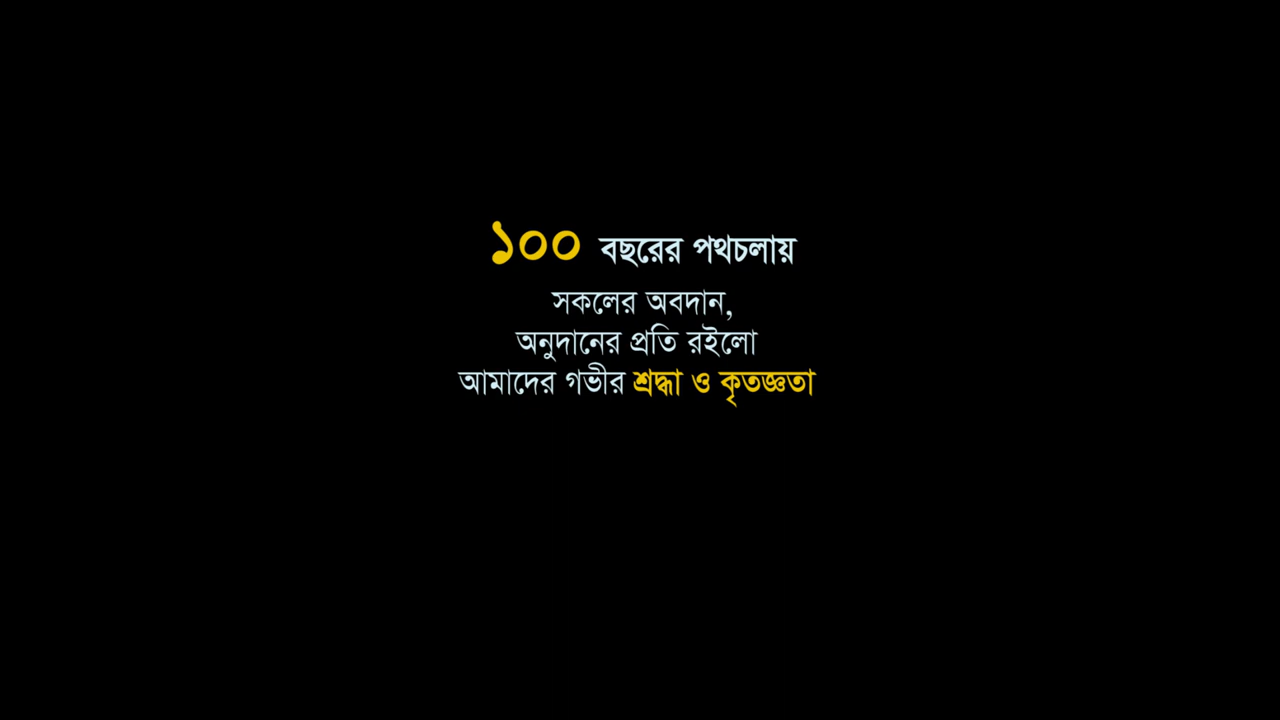 ১০০ বছরের পথচলায়
সকলের অবদান,
অনুদানের প্রতি রইলো
আমাদের গভীর শ্রদ্ধা ও কৃতজ্ঞতা